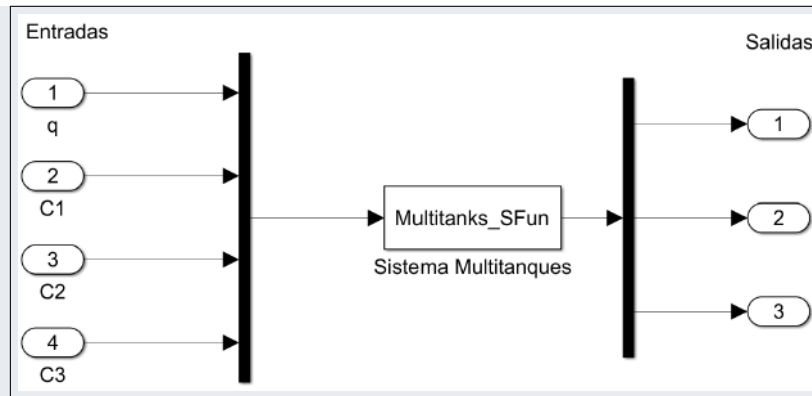 Entradas
Salidas
1
q
2
C1
3
C2
4
C3
Multitanks_SFun
Sistema Multitanques
1
2
3